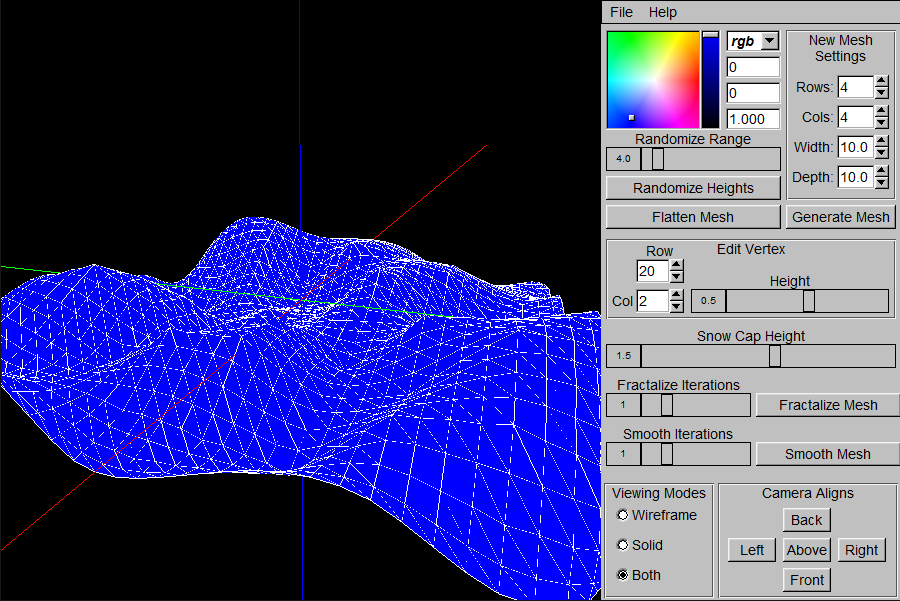 File Help
rgb
0
0
1.000
New Mesh
Settings
Rows: 4
Cols: 4
Width: 10.0
Depth: 10.0
Randomize Range
4.0
Randomize Heights
Flatten Mesh
Generate Mesh
Edit Vertex
Row
20
Col 2
Height
0.5
Snow Cap Height
1.5
Fractalize Iterations
1
Fractalize Mesh
Smooth Iterations
1
Smooth Mesh
Viewing Modes
Wireframe
Solid
Both
Camera Aligns
Back
Left Above Right
Front